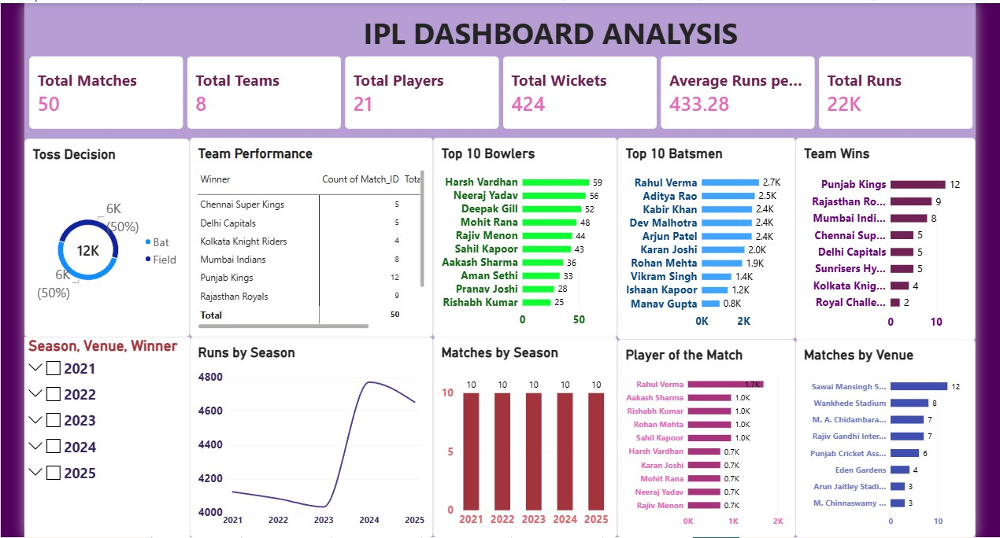 IPL DASHBOARD ANALYSIS
Total Matches
50
Total Teams
8
Total Players
21
Total Wickets
424
Average Runs pe...
433.28
Total Runs
22K
Toss Decision
6K
(50%)
12K
6K
(50%)
Bat
Field
Team Performance
Winner Count of Match_ID Tota
Chennai Super Kings 5
Delhi Capitals 5
Kolkata Knight Riders 4
Mumbai Indians 8
Punjab Kings 12
Rajasthan Royals 9
Total 50
Top 10 Bowlers
Harsh Vardhan 59
Neeraj Yadav 56
Deepak Gill 52
Mohit Rana 48
Rajiv Menon 44
Sahil Kapoor 43
Aakash Sharma 36
Aman Sethi 33
Pranav Joshi 28
Rishabh Kumar 25
0 50
Top 10 Batsmen
Rahul Verma 2.7K
Aditya Rao 2.5K
Kabir Khan 2.4K
Dev Malhotra 2.4K
Arjun Patel 2.4K
Karan Joshi 2.0K
Rohan Mehta 1.9K
Vikram Singh 1.4K
Ishaan Kapoor 1.2K
Manav Gupta 0.8K
0K 2K
Team Wins
Punjab Kings 12
Rajasthan Ro... 9
Mumbai Indi... 8
Chennai Sup... 5
Delhi Capitals 5
Sunrisers Hy... 5
Kolkata Knig... 4
Royal Challe... 2
0 10
Season, Venue, Winner
2021
2022
2023
2024
2025
Runs by Season
4800
4600
4400
4200
4000
2021 2022 2023 2024 2025
Matches by Season
10 10 10 10 10
10
5
0
2021 2022 2023 2024 2025
Player of the Match
Rahul Verma 1.7K
Aakash Sharma 1.0K
Rishabh Kumar 1.0K
Rohan Mehta 1.0K
Sahil Kapoor 1.0K
Harsh Vardhan 0.7K
Karan Joshi 0.7K
Mohit Rana 0.7K
Neeraj Yadav 0.7K
Rajiv Menon 0.7K
0K 1K 2K
Matches by Venue
Sawai Mansingh S... 12
Wankhede Stadium 8
M. A. Chidambara... 7
Rajiv Gandhi Inter... 7
Punjab Cricket Ass... 6
Eden Gardens 4
Arun Jaitley Stadi... 3
M. Chinnaswamy ... 3
0 10